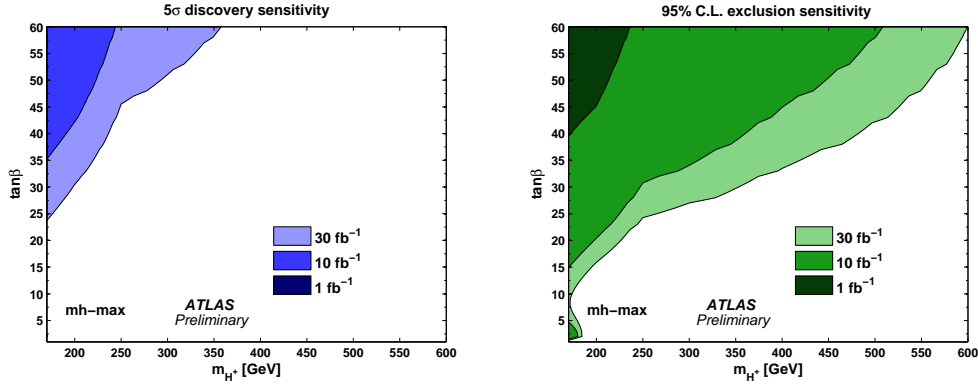 5σ discovery sensitivity
60
55
50
45
40
35
30
25
20
15
10
5
tanβ
30 fb⁻¹
10 fb⁻¹
1 fb⁻¹
mh−max
ATLAS
Preliminary
200 250 300 350 400 450 500 550 600
m_H⁺ [GeV]
95% C.L. exclusion sensitivity
60
55
50
45
40
35
30
25
20
15
10
5
tanβ
30 fb⁻¹
10 fb⁻¹
1 fb⁻¹
mh−max
ATLAS
Preliminary
200 250 300 350 400 450 500 550 600
m_H⁺ [GeV]